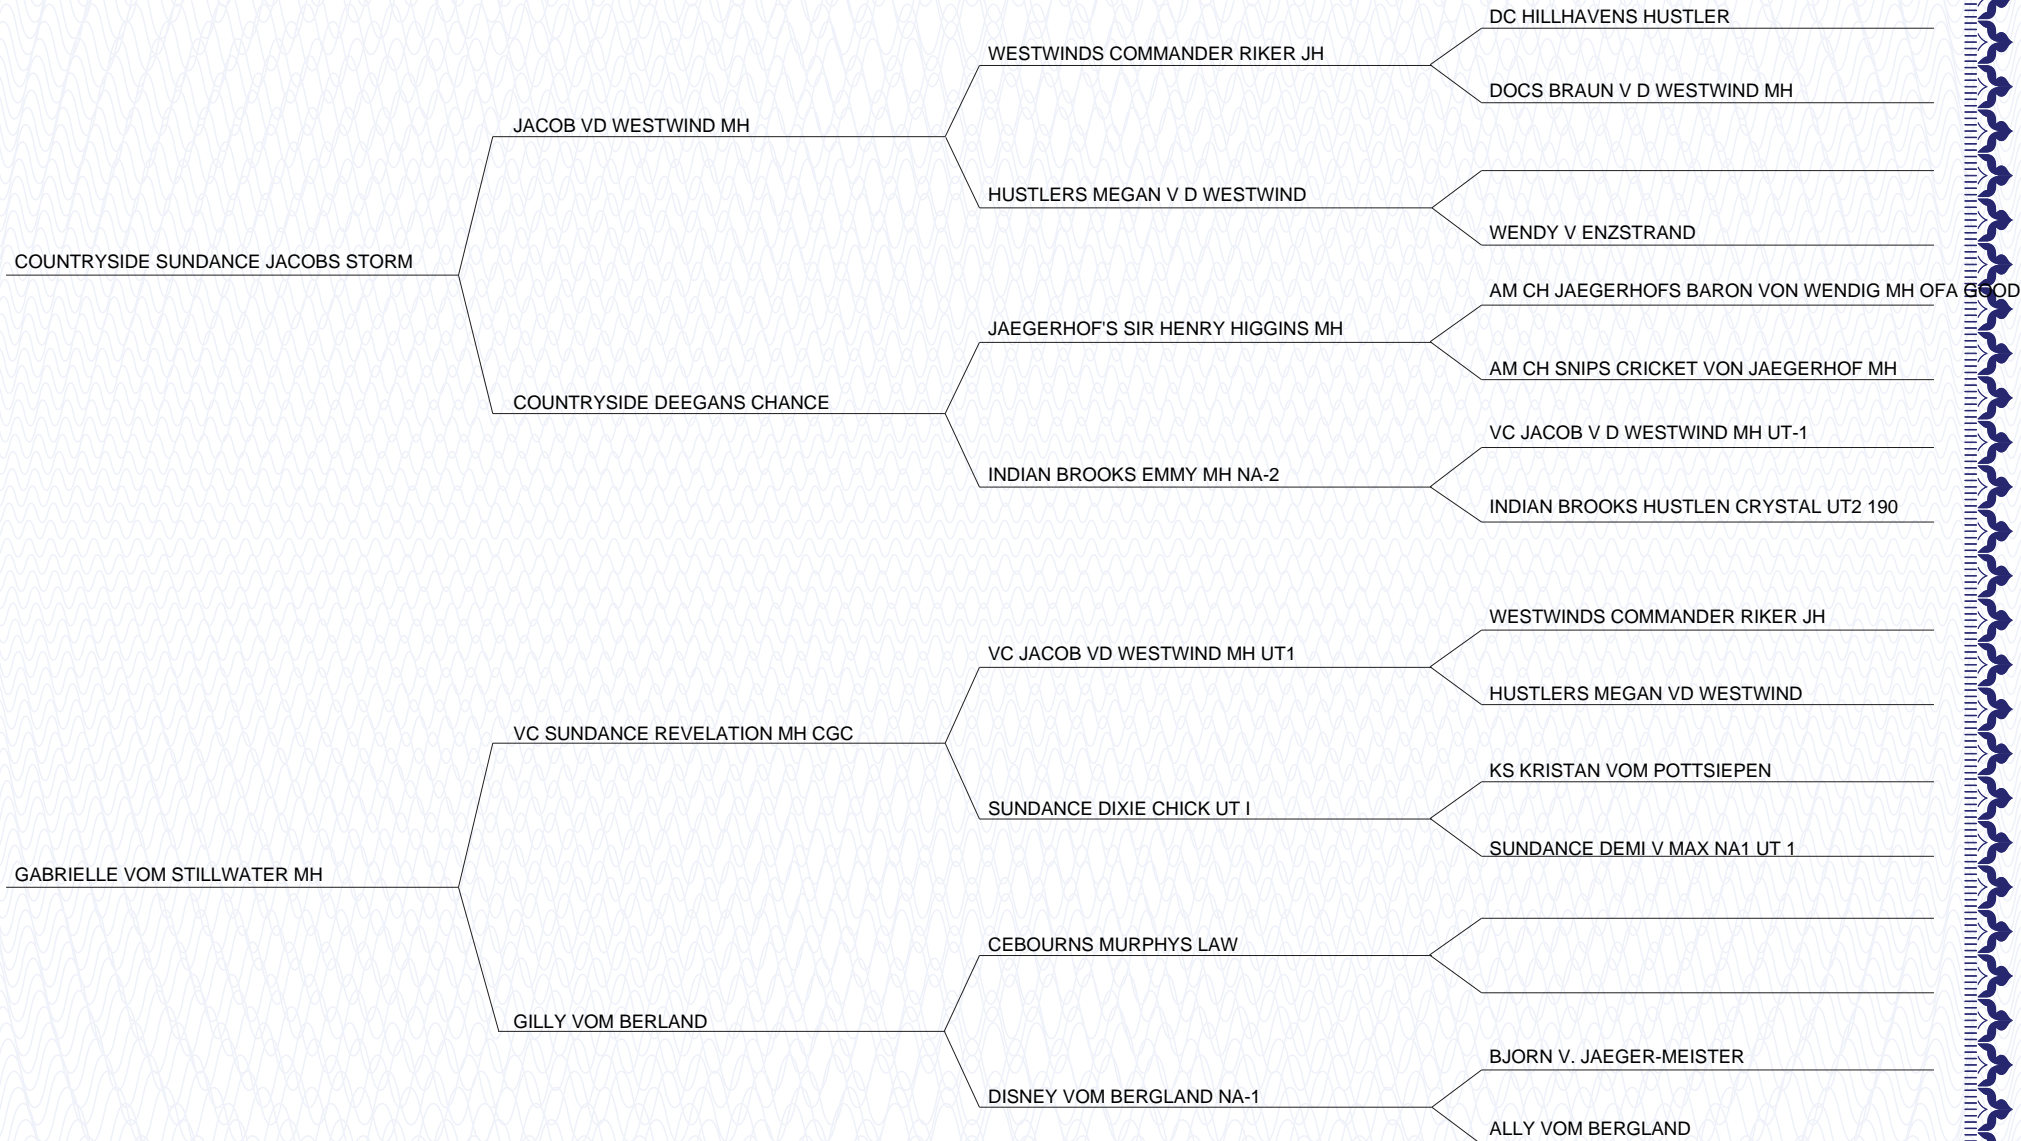 DC HILLHAVENS HUSTLER
WESTWINDS COMMANDER RIKER JH
DOCS BRAUN V D WESTWIND MH
JACOB VD WESTWIND MH
HUSTLERS MEGAN V D WESTWIND
WENDY V ENZSTRAND
COUNTRYSIDE SUNDANCE JACOBS STORM
AM CH JAEGERHOFS BARON VON WENDIG MH OFA GOOD
JAEGERHOF'S SIR HENRY HIGGINS MH
AM CH SNIPS CRICKET VON JAEGERHOF MH
COUNTRYSIDE DEEGANS CHANCE
VC JACOB V D WESTWIND MH UT-1
INDIAN BROOKS EMMY MH NA-2
INDIAN BROOKS HUSTLEN CRYSTAL UT2 190
WESTWINDS COMMANDER RIKER JH
VC JACOB VD WESTWIND MH UT1
HUSTLERS MEGAN VD WESTWIND
VC SUNDANCE REVELATION MH CGC
KS KRISTAN VOM POTTSIEPEN
SUNDANCE DIXIE CHICK UT I
SUNDANCE DEMI V MAX NA1 UT 1
GABRIELLE VOM STILLWATER MH
CEBOURNS MURPHYS LAW
GILLY VOM BERLAND
BJORN V. JAEGER-MEISTER
DISNEY VOM BERGLAND NA-1
ALLY VOM BERGLAND